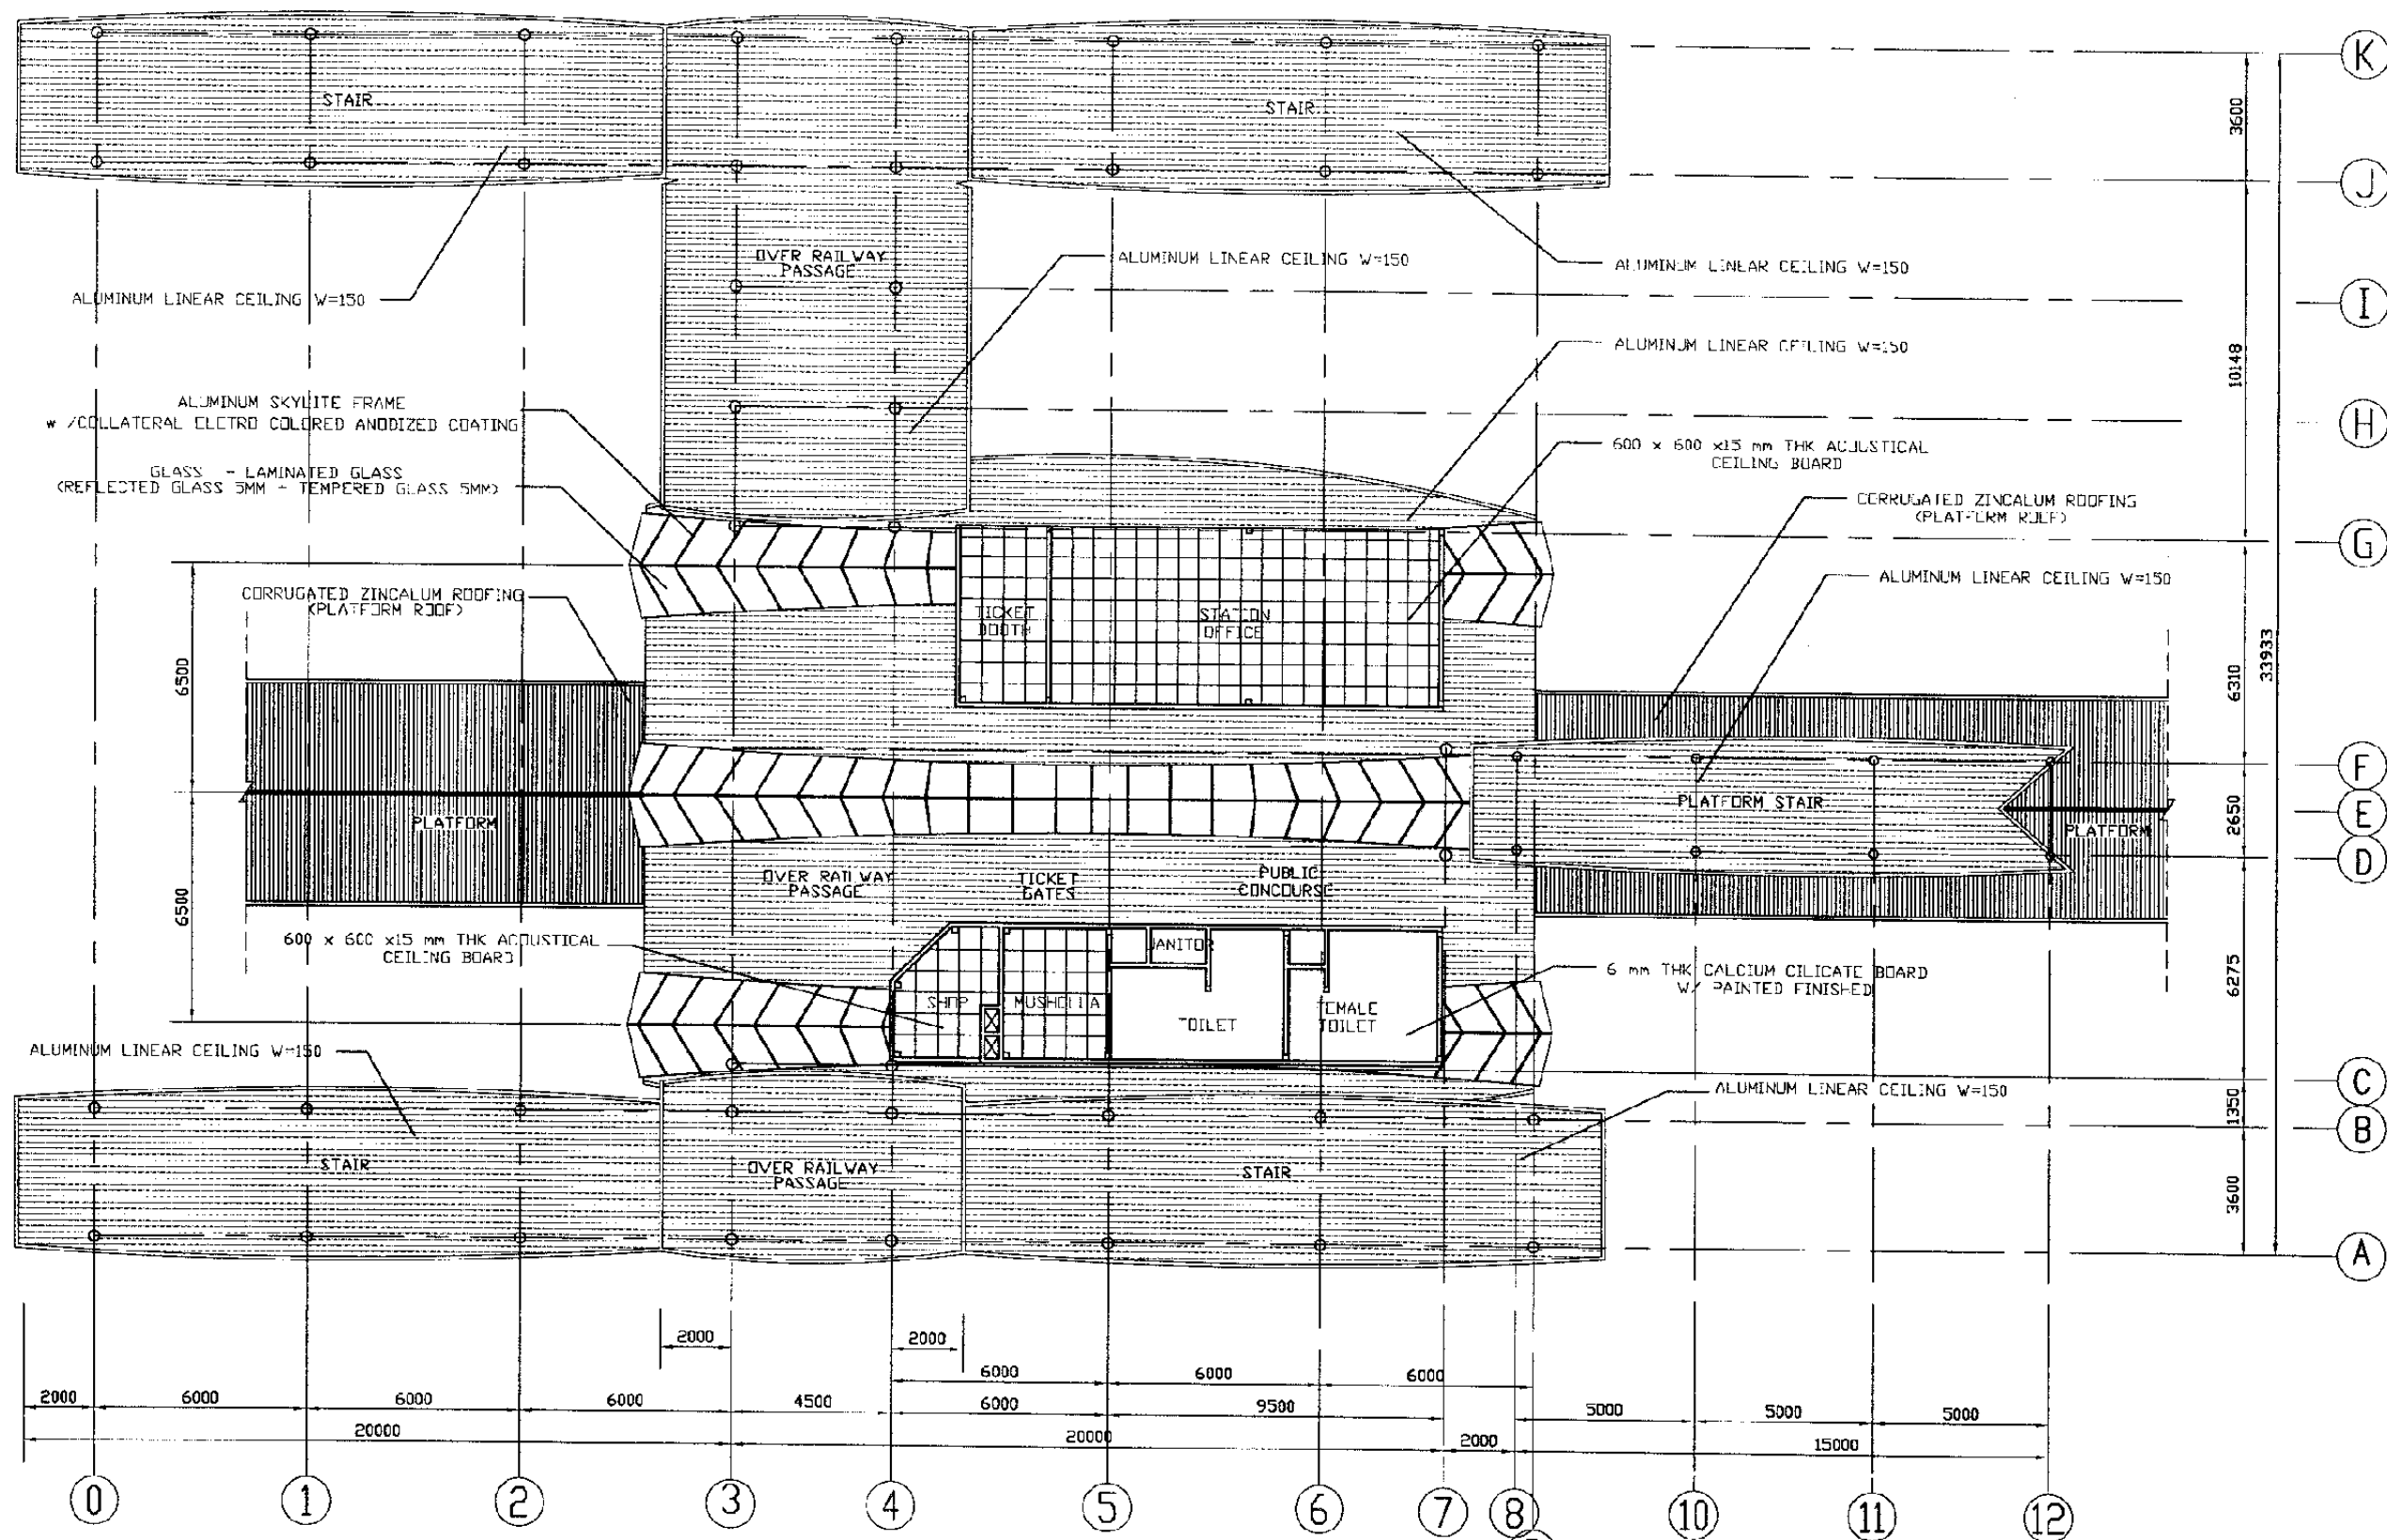 STAIR
STAIR
K
3600
J
OVER RAILWAY
PASSAGE
ALUMINUM LINEAR CEILING W=150
ALUMINUM LINEAR CEILING W=150
ALUMINUM LINEAR CEILING W=150
I
ALUMINUM LINEAR CEILING W=150
10148
ALUMINUM SKYLITE FRAME
W /COLLATERAL ELCTRO COLORED ANODIZED COATING
H
600 x 600 x15 mm THK ACOUSTICAL
CEILING BOARD
GLASS - LAMINATED GLASS
(REFLECTED GLASS 5MM - TEMPERED GLASS 5MM)
CORRUGATED ZINCALUM ROOFING
(PLATFORM ROOF)
G
ALUMINUM LINEAR CEILING W=150
CORRUGATED ZINCALUM ROOFING
(PLATFORM ROOF)
TICKET
BOOTH
STATION
OFFICE
6500
6310
33933
F
PLATFORM STAIR
E
PLATFORM
PLATFORM
2650
D
OVER RAILWAY
PASSAGE
TICKET
GATES
PUBLIC
CONCOURSE
6500
600 x 600 x15 mm THK ACOUSTICAL
CEILING BOARD
JANITOR
6 mm THK CALCIUM CILICATE BOARD
W/ PAINTED FINISHED
6275
SHOP
MUSHOLLA
TOILET
FEMALE
TOILET
ALUMINUM LINEAR CEILING W=150
C
ALUMINUM LINEAR CEILING W=150
1350
B
STAIR
OVER RAILWAY
PASSAGE
STAIR
3600
A
2000
2000
6000
6000
6000
2000
6000
6000
6000
4500
6000
9500
5000
5000
5000
20000
20000
2000
15000
0
1
2
3
4
5
6
7
8
10
11
12